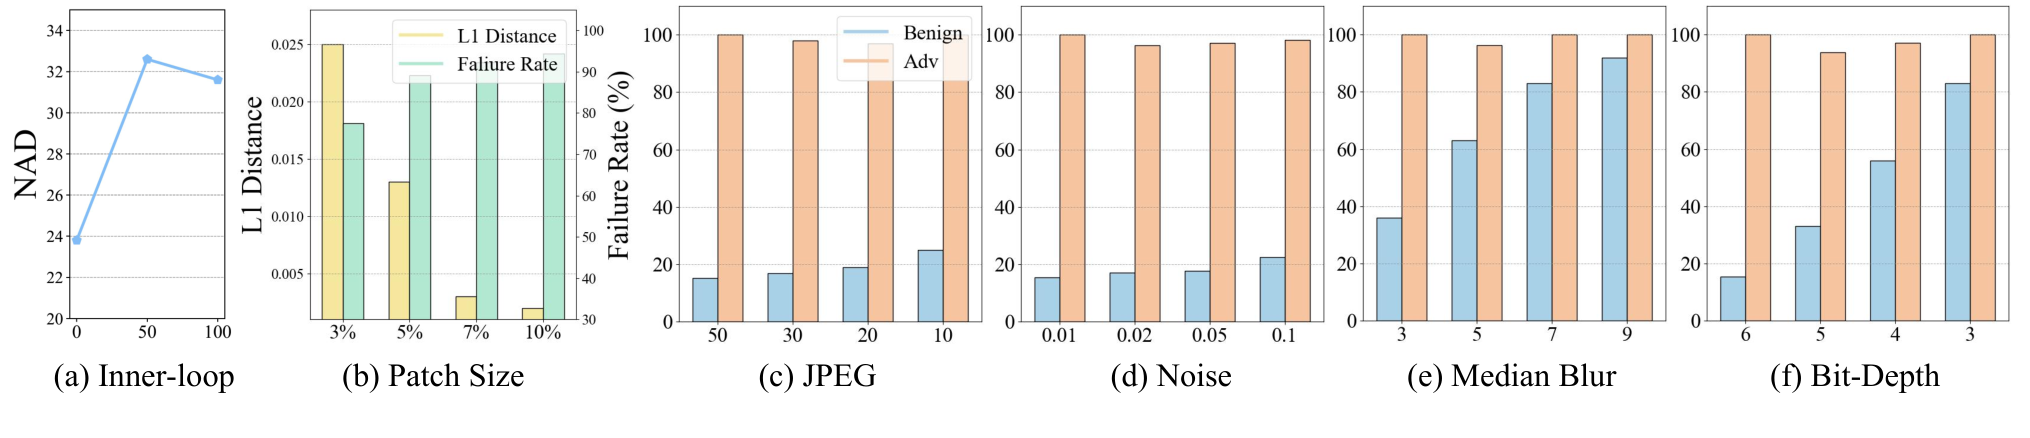 NAD
34
32
30
28
26
24
22
20
0 50 100
(a) Inner-loop
L1 Distance
0.025
0.020
0.015
0.010
0.005
L1 Distance
Faliure Rate
100
90
80
70
60
50
40
30
Failure Rate (%)
3% 5% 7% 10%
(b) Patch Size
100
80
60
40
20
0
Benign
Adv
50 30 20 10
(c) JPEG
100
80
60
40
20
0
0.01 0.02 0.05 0.1
(d) Noise
100
80
60
40
20
0
3 5 7 9
(e) Median Blur
100
80
60
40
20
0
6 5 4 3
(f) Bit-Depth